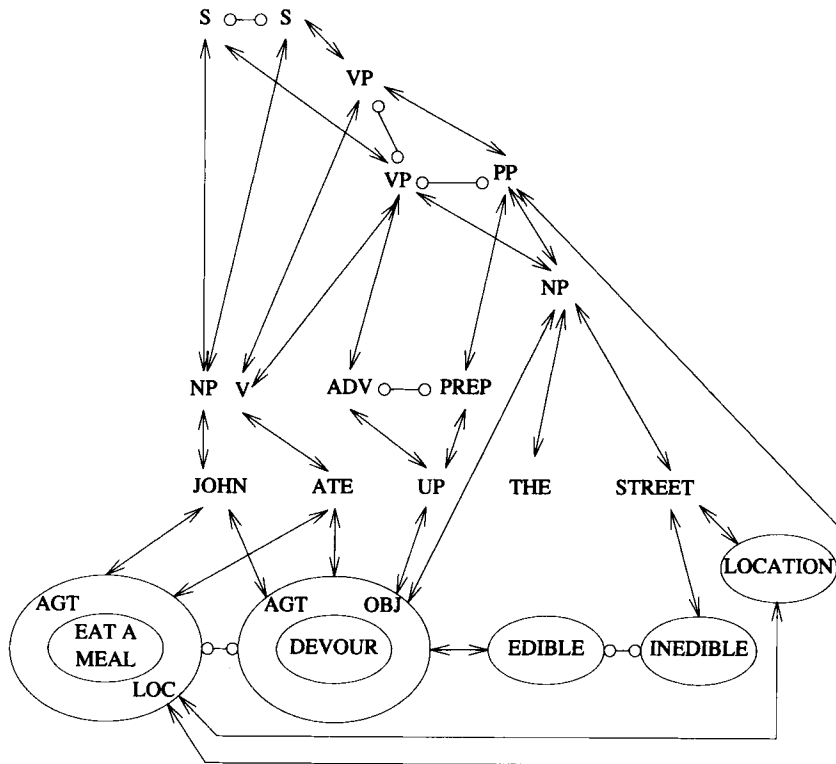 S S
VP
VP PP
NP
NP V ADV PREP
JOHN ATE UP THE STREET
LOCATION
AGT AGT OBJ
EAT A
MEAL DEVOUR EDIBLE INEDIBLE
LOC